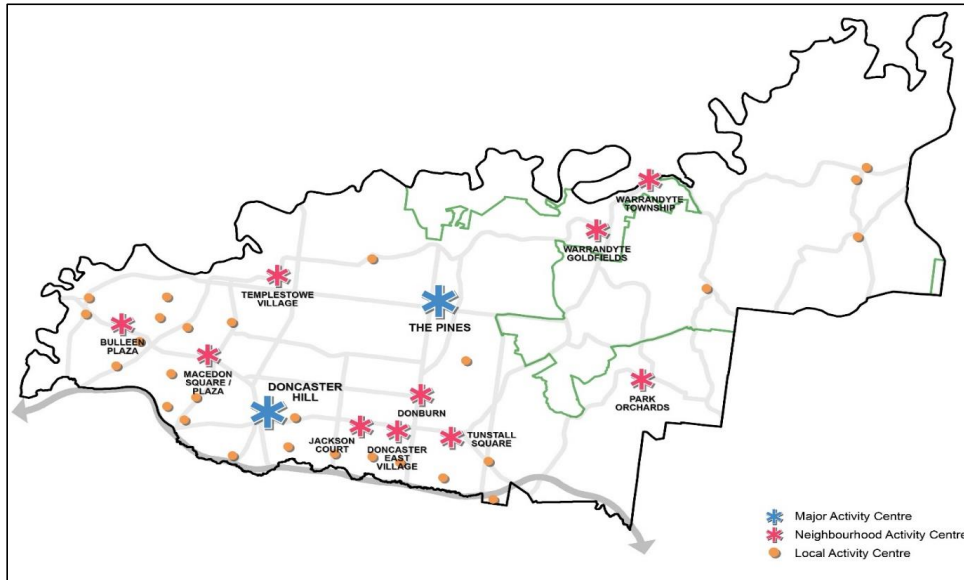 WARRANDYTE
TOWNSHIP
WARRANDYTE
GOLDFIELDS
TEMPLESTOWE
VILLAGE
THE PINES
BULLEEN
PLAZA
MACEDON
SQUARE /
PLAZA
DONCASTER
HILL
PARK
ORCHARDS
DONBURN
JACKSON
COURT
DONCASTER
EAST
VILLAGE
TUNSTALL
SQUARE
Major Activity Centre
Neighbourhood Activity Centre
Local Activity Centre